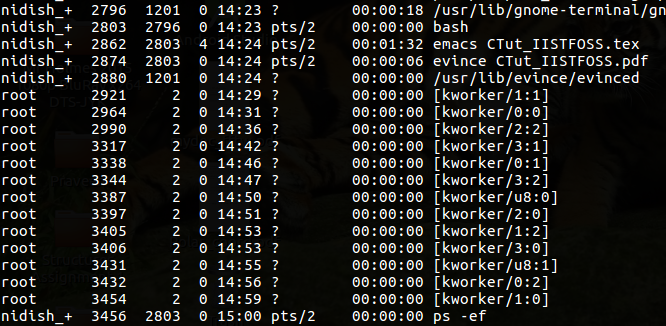 nidish_+ 2796 1201 0 14:23 ? 00:00:18 /usr/lib/gnome-terminal/gn
nidish_+ 2803 2796 0 14:23 pts/2 00:00:00 bash
nidish_+ 2862 2803 4 14:24 pts/2 00:01:32 emacs CTut_IISTFOSS.tex
nidish_+ 2874 2803 0 14:24 pts/2 00:00:06 evince CTut_IISTFOSS.pdf
nidish_+ 2880 1201 0 14:24 ? 00:00:00 /usr/lib/evince/evinced
root 2921 2 0 14:29 ? 00:00:00 [kworker/1:1]
root 2964 2 0 14:31 ? 00:00:00 [kworker/0:0]
root 2990 2 0 14:36 ? 00:00:00 [kworker/2:2]
root 3317 2 0 14:42 ? 00:00:00 [kworker/3:1]
root 3338 2 0 14:46 ? 00:00:00 [kworker/0:1]
root 3344 2 0 14:47 ? 00:00:00 [kworker/3:2]
root 3387 2 0 14:50 ? 00:00:00 [kworker/u8:0]
root 3397 2 0 14:51 ? 00:00:00 [kworker/2:0]
root 3405 2 0 14:53 ? 00:00:00 [kworker/1:2]
root 3406 2 0 14:53 ? 00:00:00 [kworker/3:0]
root 3431 2 0 14:55 ? 00:00:00 [kworker/u8:1]
root 3432 2 0 14:56 ? 00:00:00 [kworker/0:2]
root 3454 2 0 14:59 ? 00:00:00 [kworker/1:0]
nidish_+ 3456 2803 0 15:00 pts/2 00:00:00 ps -ef